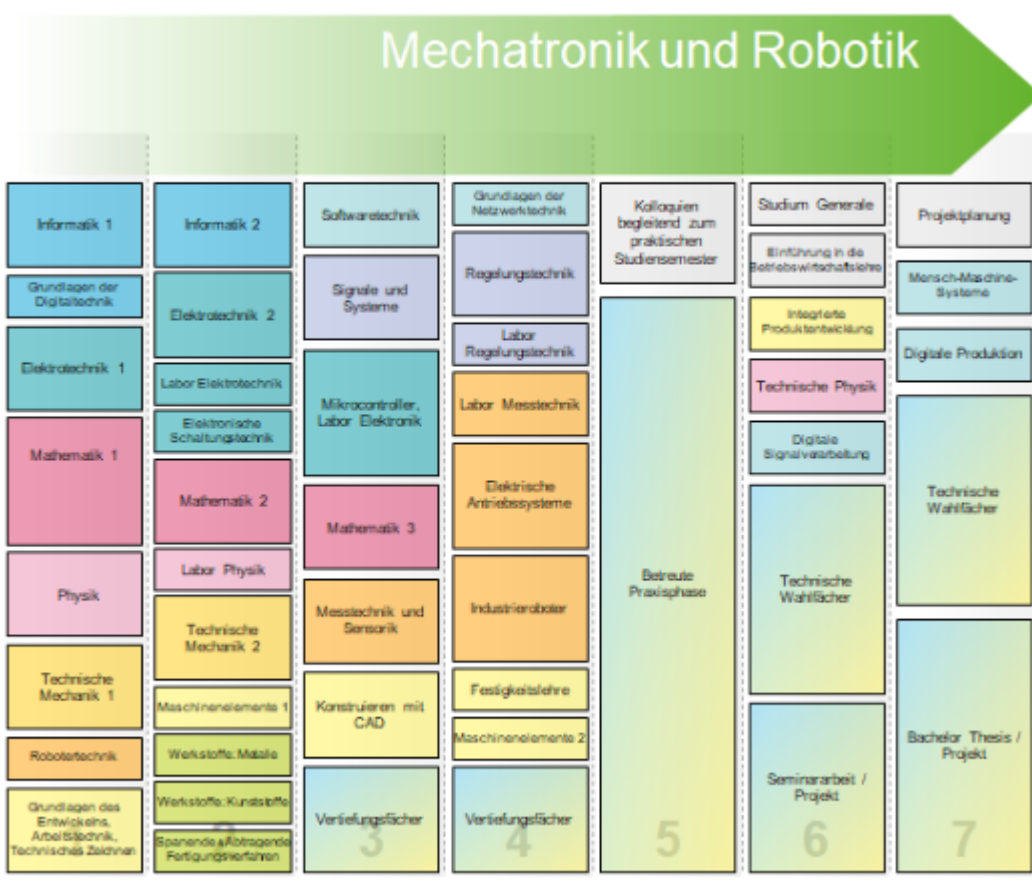 Mechatronik und Robotik
Informatik 1
Grundlagen der
Digitaltechnik
Elektrotechnik 1
Mathematik 1
Physik
Technische
Mechanik 1
Robotertechnik
Grundlagen des
Entwickelns,
Arbeitstechnik,
Technisches Zeichnen
1
Informatik 2
Elektrotechnik 2
Labor Elektrotechnik
Elektronische
Schaltungstechnik
Mathematik 2
Labor Physik
Technische
Mechanik 2
Maschinenelemente 1
Werkstoffe: Metalle
Werkstoffe: Kunststoffe
Spanende & Abtragende
Fertigungsverfahren
2
Softwaretechnik
Signale und
Systeme
Mikrocontroller,
Labor Elektronik
Mathematik 3
Messtechnik und
Sensorik
Konstruieren mit
CAD
Vertiefungsfächer
3
Grundlagen der
Netzwerktechnik
Regelungstechnik
Labor
Regelungstechnik
Labor Messtechnik
Elektrische
Antriebssysteme
Industrieroboter
Festigkeitslehre
Maschinenelemente 2
Vertiefungsfächer
4
Kolloquien
begleitend zum
praktischen
Studiensemester
Betreute
Praxisphase
5
Studium Generale
Einführung in die
Betriebswirtschaftslehre
Integrierte
Produktentwicklung
Technische Physik
Digitale
Signalverarbeitung
Technische
Wahlfächer
Seminararbeit /
Projekt
6
Projektplanung
Mensch-Maschine-
Systeme
Digitale Produktion
Technische
Wahlfächer
Bachelor Thesis /
Projekt
7